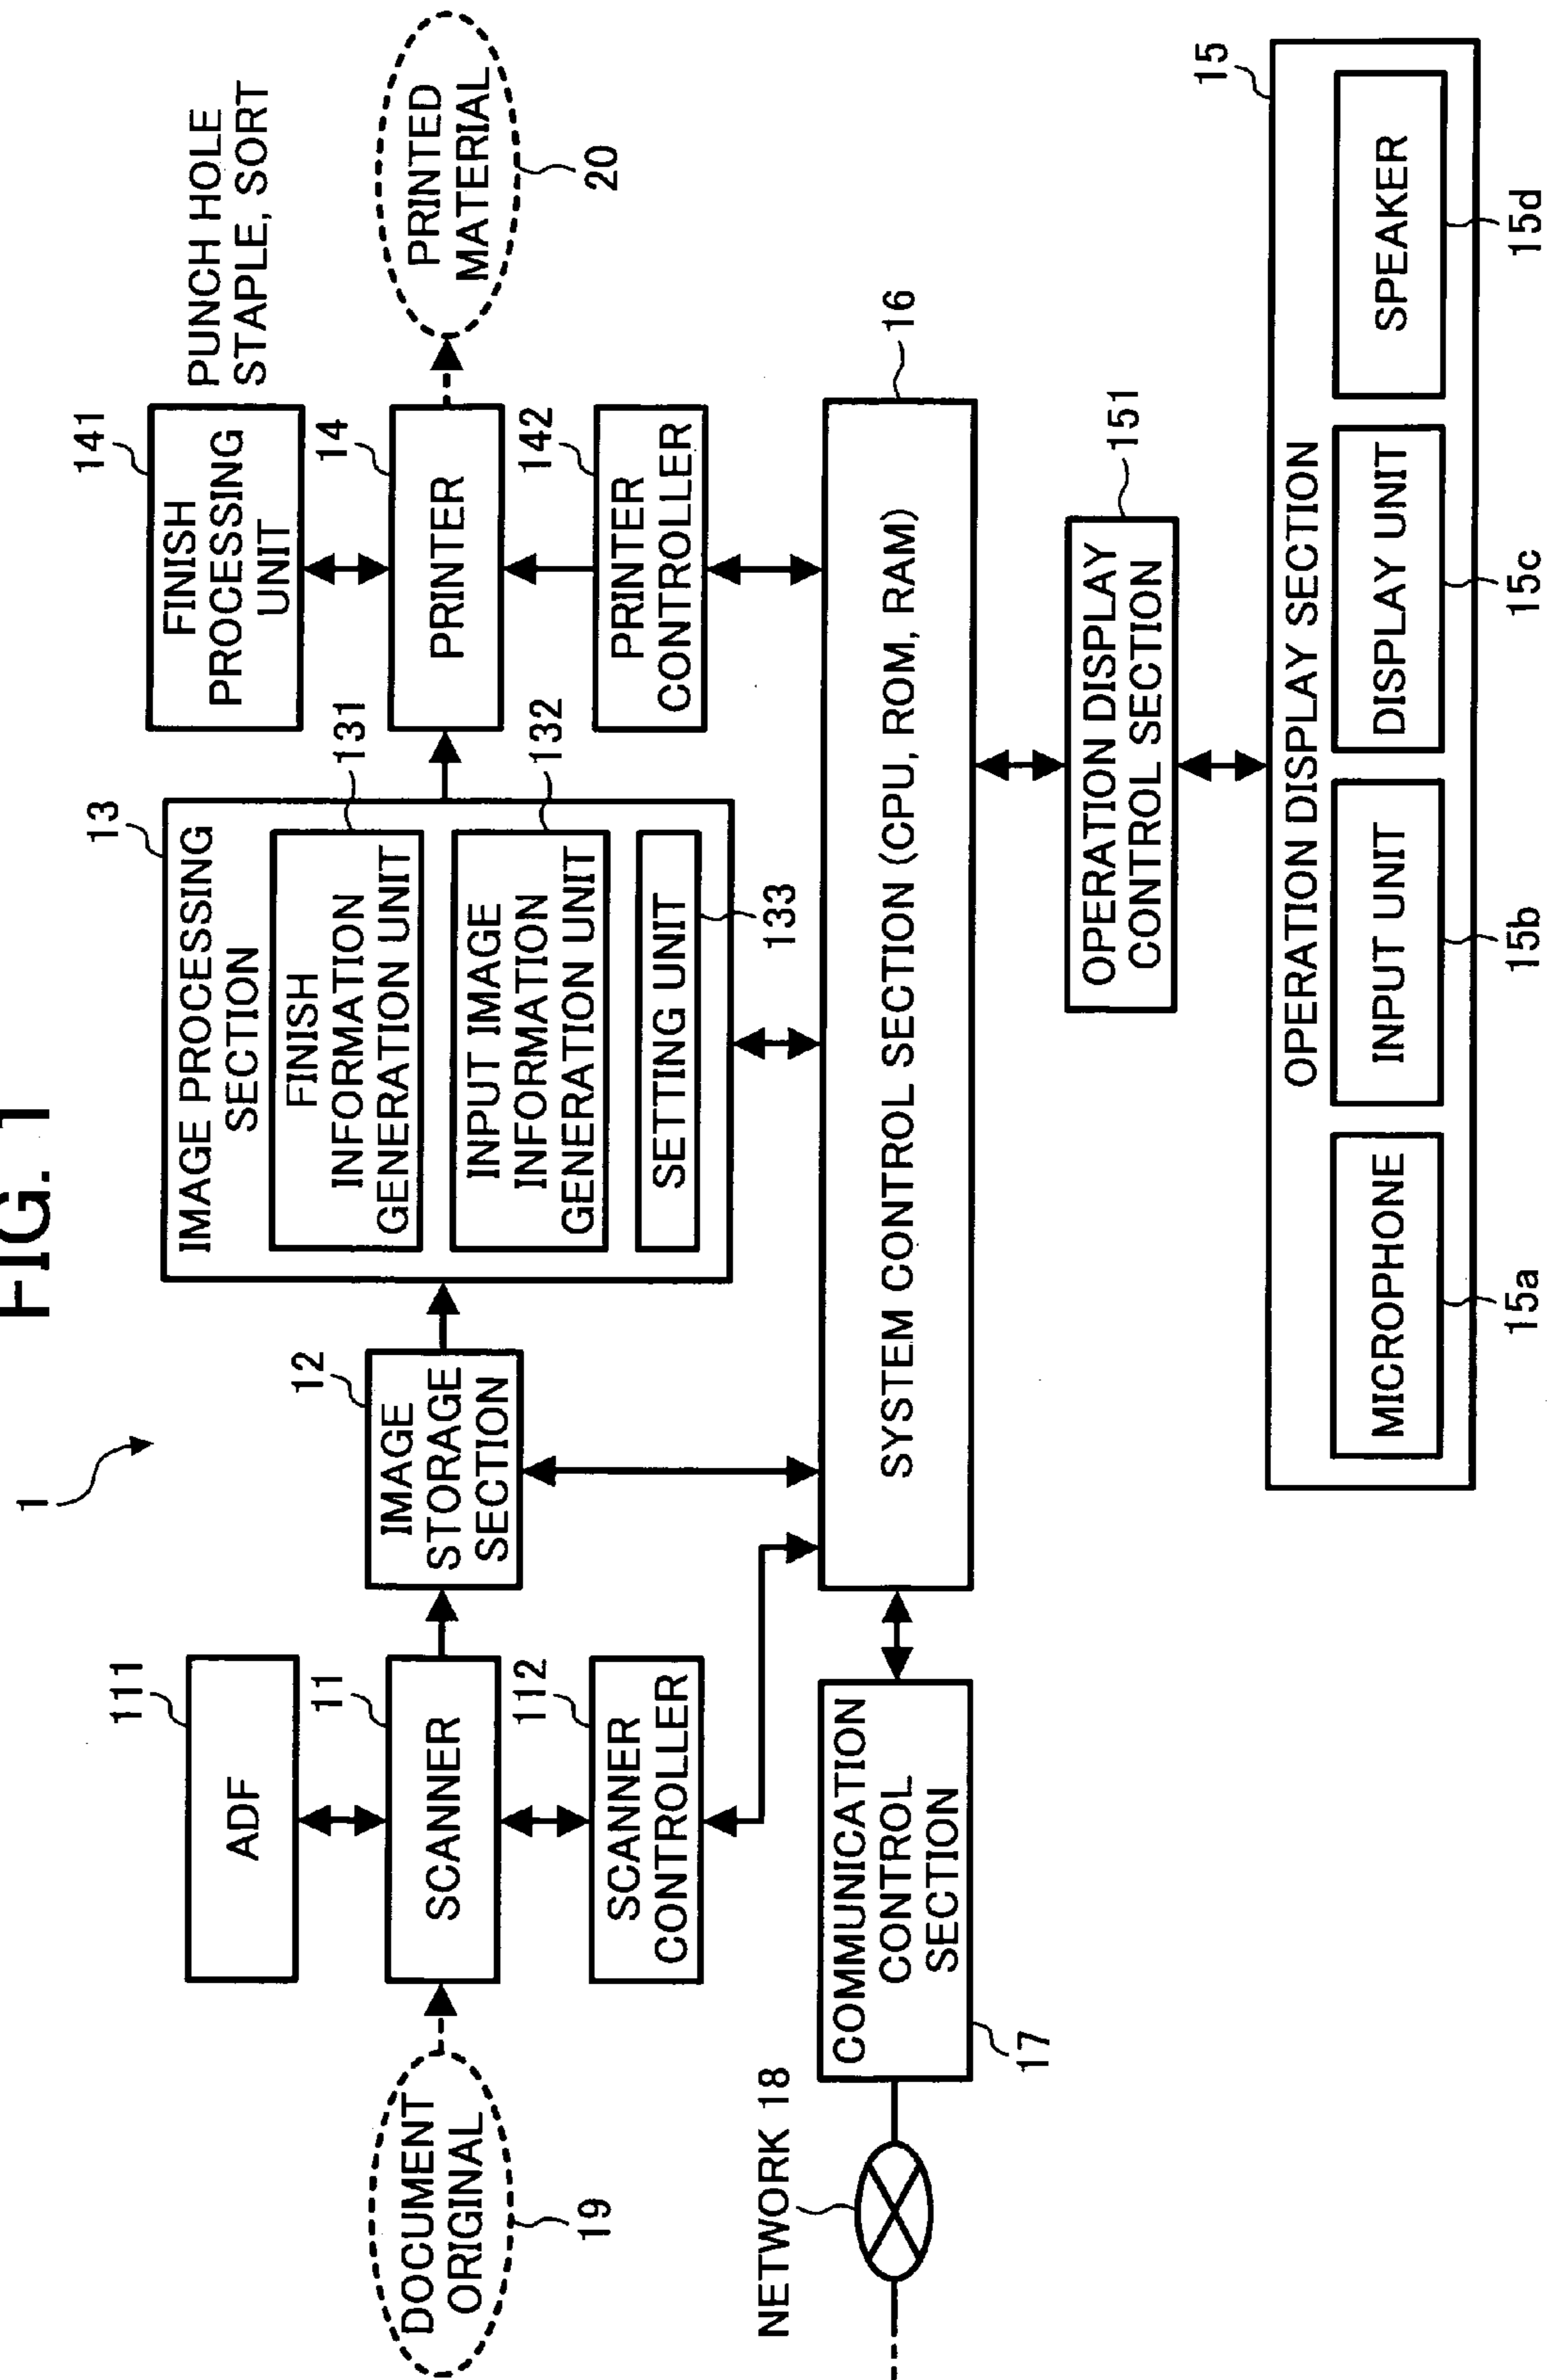 FIG. 1
1
111
ADF
11
SCANNER
112
SCANNER
CONTROLLER
DOCUMENT
ORIGINAL
19
12
IMAGE
STORAGE
SECTION
13
IMAGE PROCESSING
SECTION
FINISH
INFORMATION
GENERATION UNIT
131
INPUT IMAGE
INFORMATION
GENERATION UNIT
132
SETTING UNIT
133
141
FINISH
PROCESSING
UNIT
PUNCH HOLE
STAPLE, SORT
14
PRINTER
142
PRINTER
CONTROLLER
PRINTED
MATERIAL
20
NETWORK 18
COMMUNICATION
CONTROL
SECTION
17
SYSTEM CONTROL SECTION (CPU, ROM, RAM)
16
OPERATION DISPLAY
CONTROL SECTION
151
15
OPERATION DISPLAY SECTION
MICROPHONE
INPUT UNIT
DISPLAY UNIT
SPEAKER
15a
15b
15c
15d